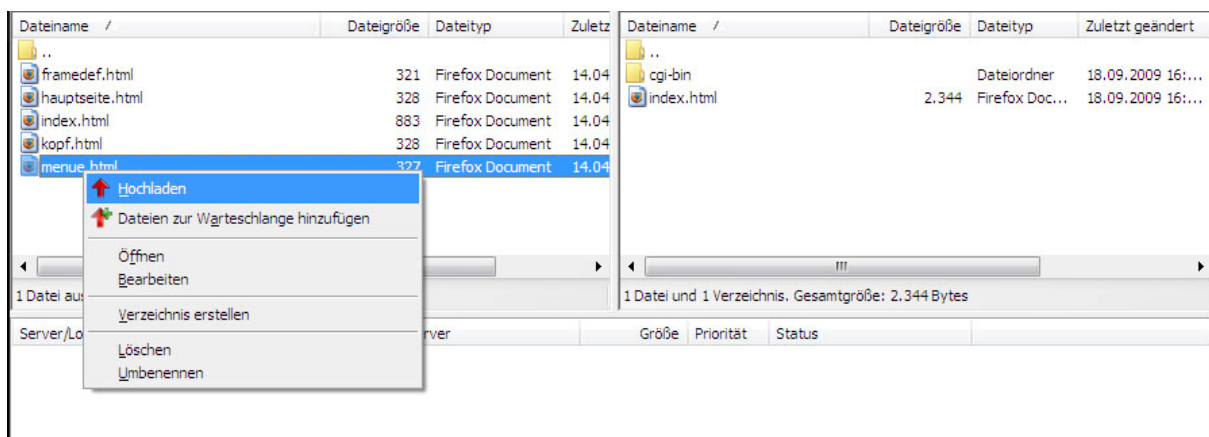 Dateiname / Dateigröße Dateityp Zuletz
..
framedef.html 321 Firefox Document 14.04
hauptseite.html 328 Firefox Document 14.04
index.html 883 Firefox Document 14.04
kopf.html 328 Firefox Document 14.04
menue.html 327 Firefox Document 14.04
Hochladen
Dateien zur Warteschlange hinzufügen
Öffnen
Bearbeiten
Verzeichnis erstellen
Löschen
Umbenennen
1 Datei aus
Dateiname / Dateigröße Dateityp Zuletzt geändert
..
cgi-bin Dateiordner 18.09.2009 16:...
index.html 2.344 Firefox Doc... 18.09.2009 16:...
1 Datei und 1 Verzeichnis. Gesamtgröße: 2.344 Bytes
Server/Lo rver Größe Priorität Status